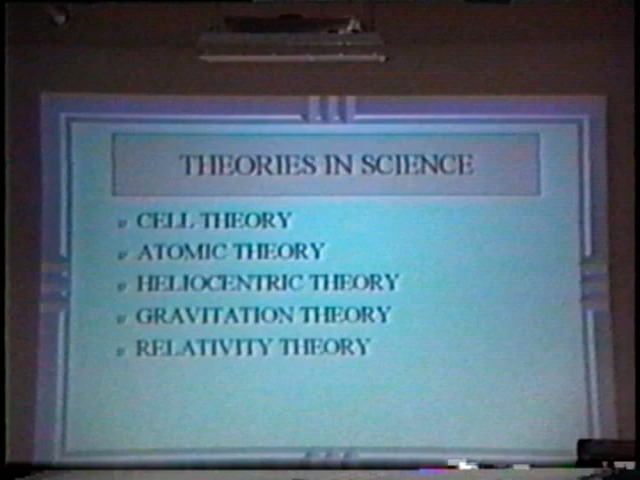 THEORIES IN SCIENCE
CELL THEORY
ATOMIC THEORY
HELIOCENTRIC THEORY
GRAVITATION THEORY
RELATIVITY THEORY